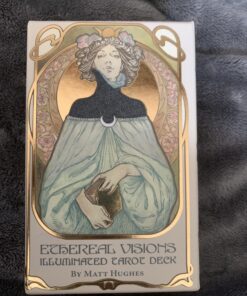 ETHEREAL VISIONS
ILLUMINATED TAROT DECK
BY MATT HUGHES